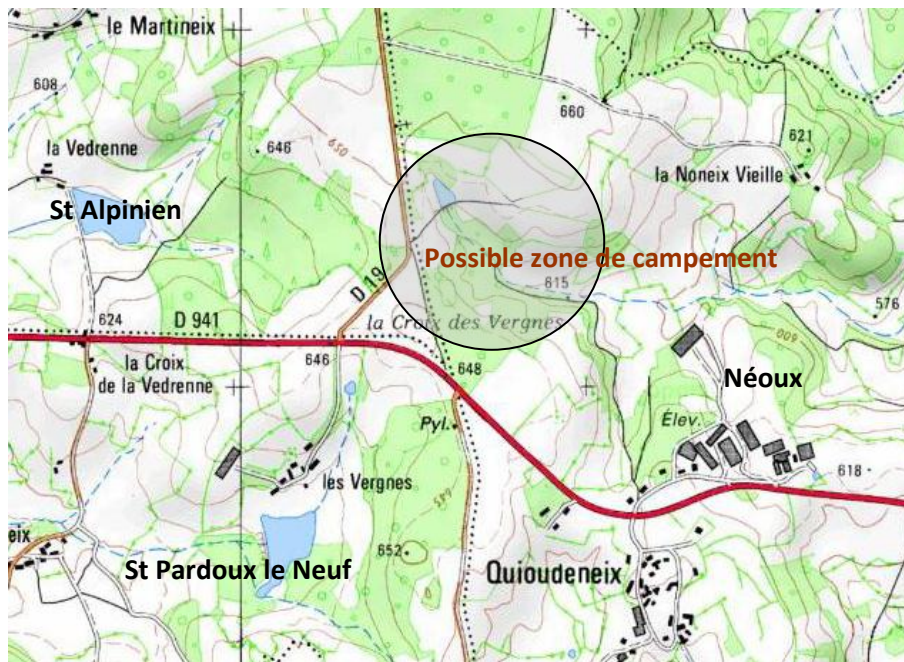 le Martineix
608
660
la Vedrenne
646
650
621
la Noneix Vieille
St Alpinien
Possible zone de campement
D 19
615
576
624
D 941
la Croix des Vergnes
600
646
648
la Croix
de la Vedrenne
Néoux
Pyl.
Élev.
618
les Vergnes
645
eix
652
St Pardoux le Neuf
Quioudeneix